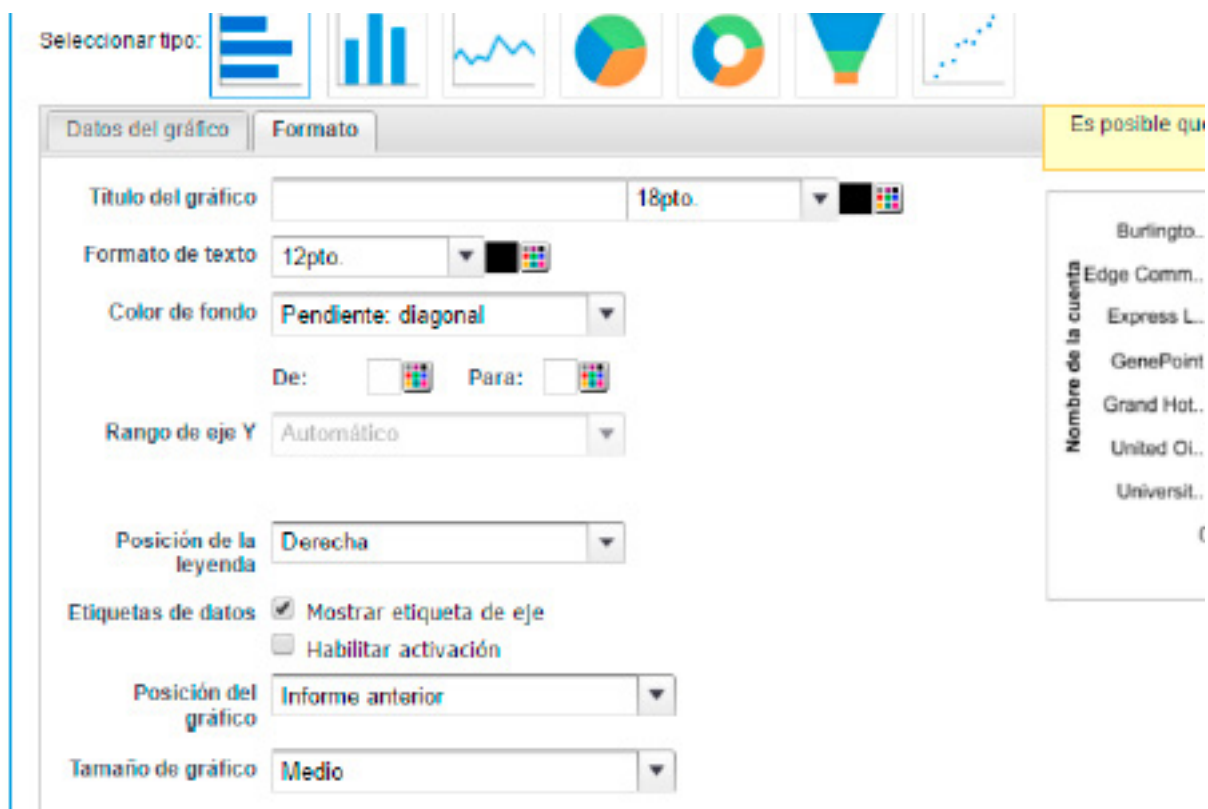 Seleccionar tipo:
Datos del gráfico
Formato
Es posible que
Título del gráfico
18pto.
Formato de texto
12pto.
Color de fondo
Pendiente: diagonal
De:
Para:
Rango de eje Y
Automático
Posición de la
leyenda
Derecha
Etiquetas de datos
Mostrar etiqueta de eje
Habilitar activación
Posición del
gráfico
Informe anterior
Tamaño de gráfico
Medio
Nombre de la cuenta
Burlingto..
Edge Comm..
Express L..
GenePoint
Grand Hot..
United Oi..
Universit..